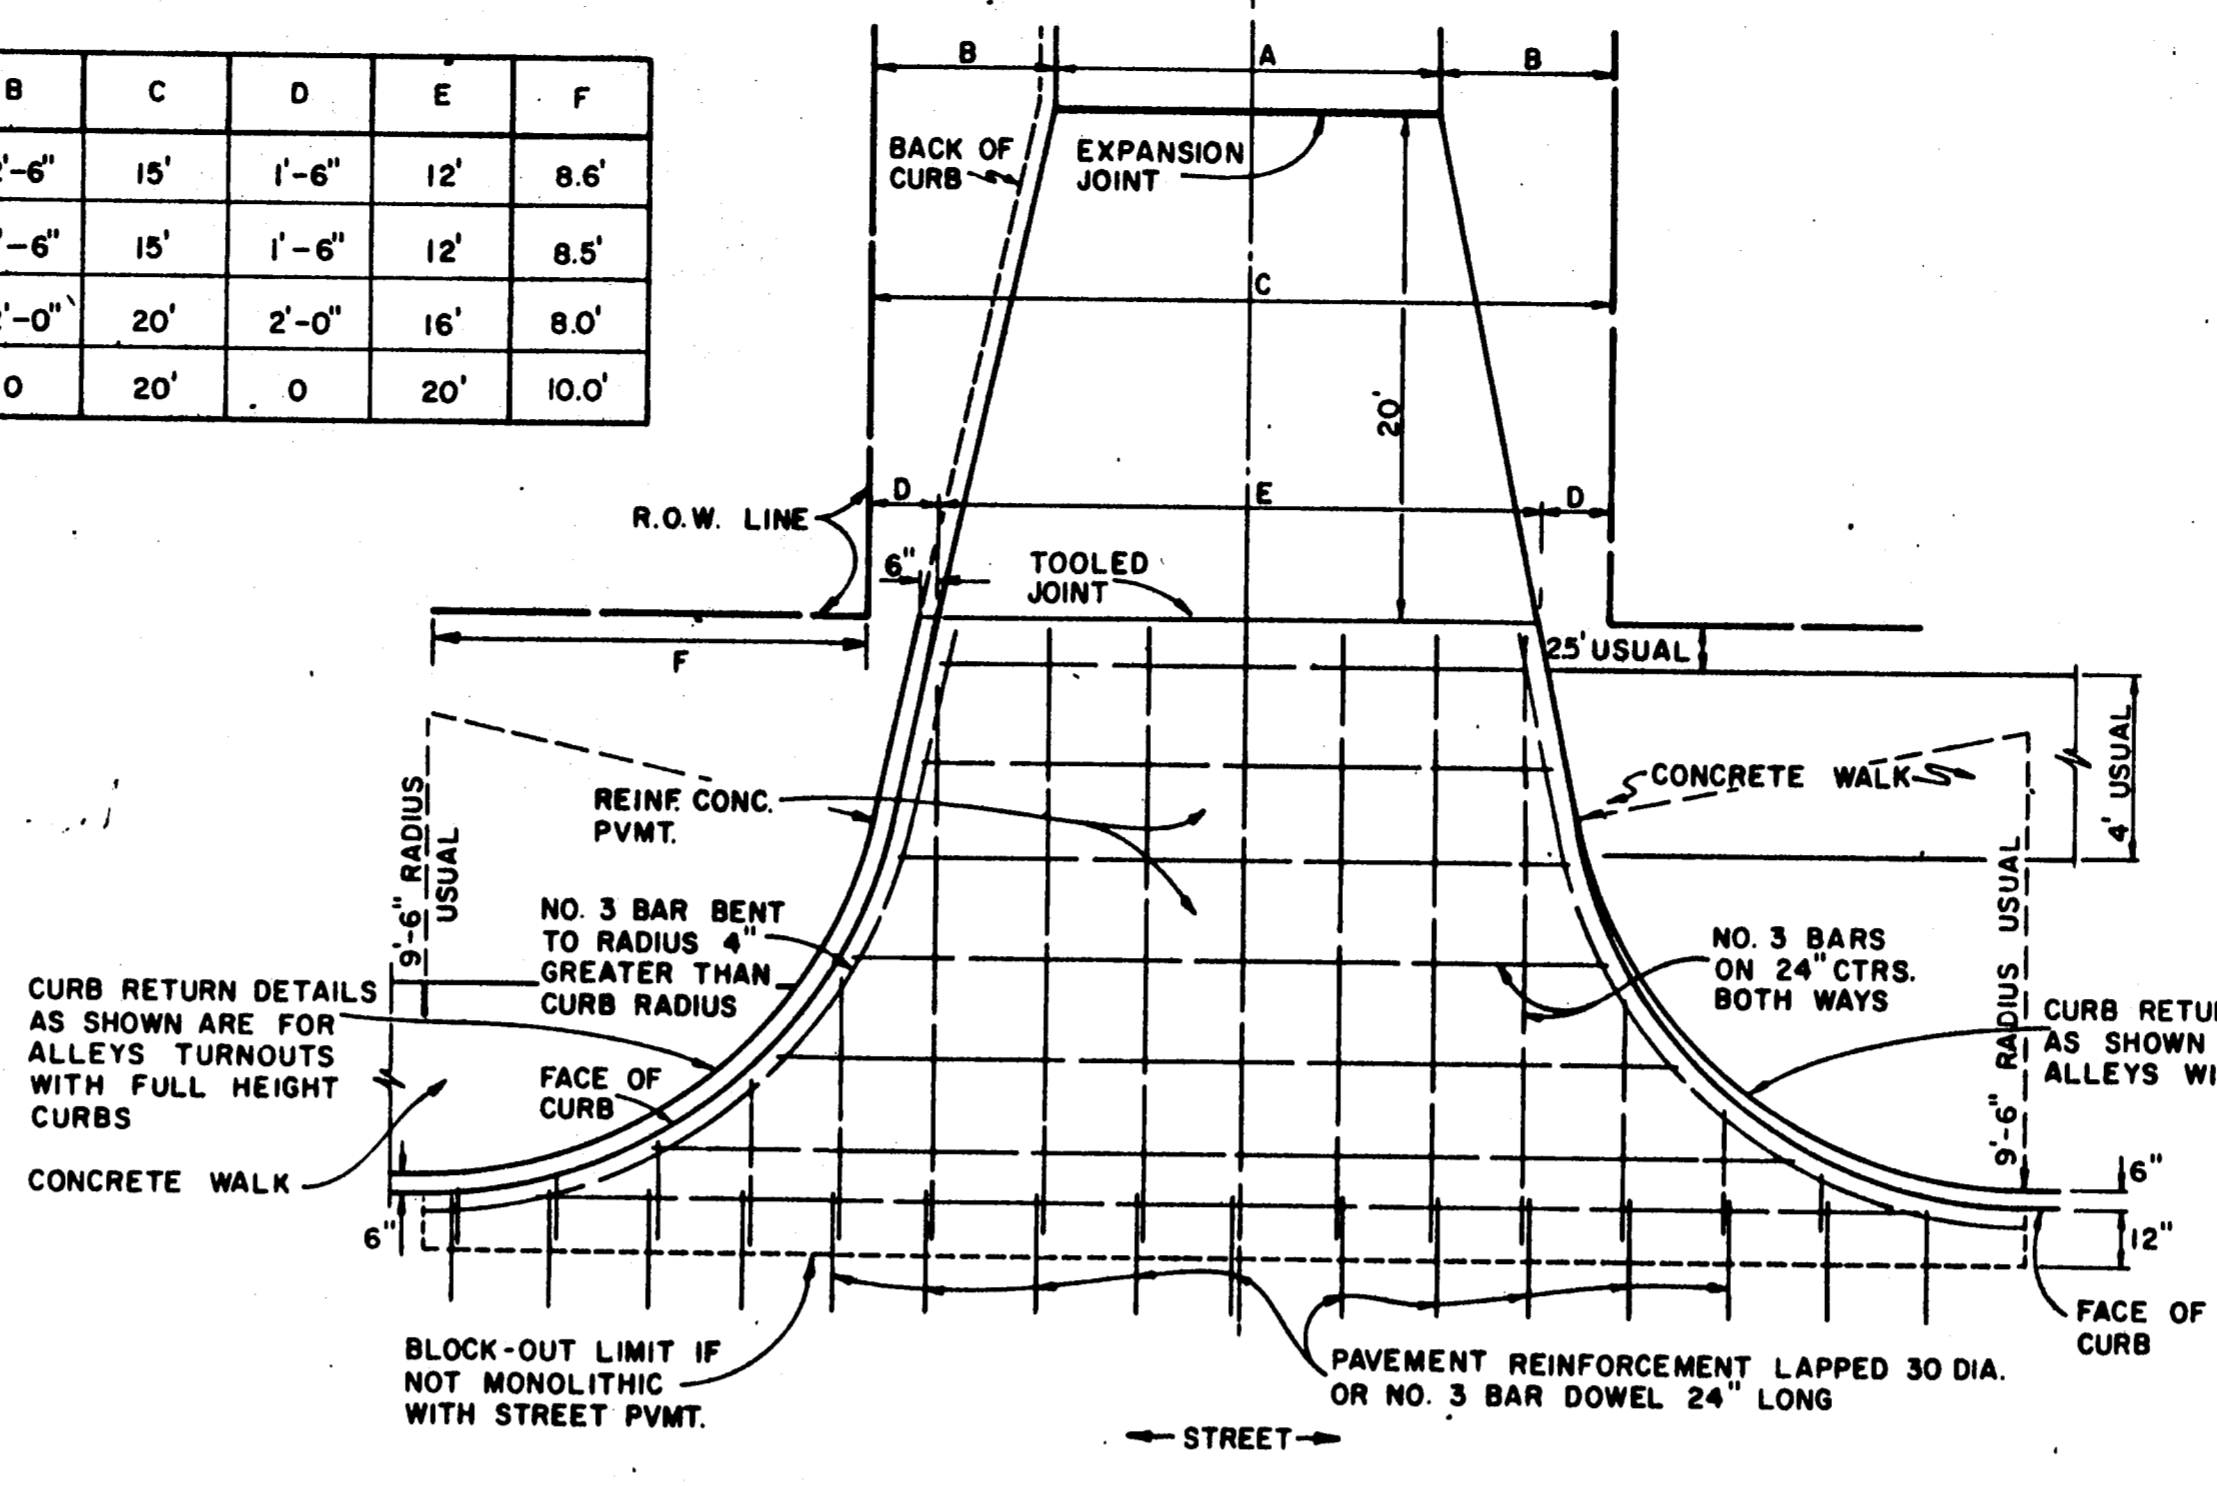 B C D E F
'-6" 15' 1'-6" 12' 8.6'
'-6" 15' 1'-6" 12' 8.5'
'-0" 20' 2'-0" 16' 8.0'
0 20' 0 20' 10.0'
B A B
BACK OF
CURB
EXPANSION
JOINT
C
20'
R.O.W. LINE
D E D
6"
TOOLED
JOINT
F
2.5' USUAL
4' USUAL
CONCRETE WALK
REINF. CONC.
PVMT.
9'-6" RADIUS
USUAL
NO. 3 BAR BENT
TO RADIUS 4"
GREATER THAN
CURB RADIUS
NO. 3 BARS
ON 24" CTRS.
BOTH WAYS
9'-6" RADIUS USUAL
CURB RETURN DETAILS
AS SHOWN ARE FOR
ALLEYS TURNOUTS
WITH FULL HEIGHT
CURBS
CURB RETU
AS SHOWN
ALLEYS WI
FACE OF
CURB
CONCRETE WALK
6"
6"
12"
FACE OF
CURB
BLOCK-OUT LIMIT IF
NOT MONOLITHIC
WITH STREET PVMT.
PAVEMENT REINFORCEMENT LAPPED 30 DIA.
OR NO. 3 BAR DOWEL 24" LONG
STREET